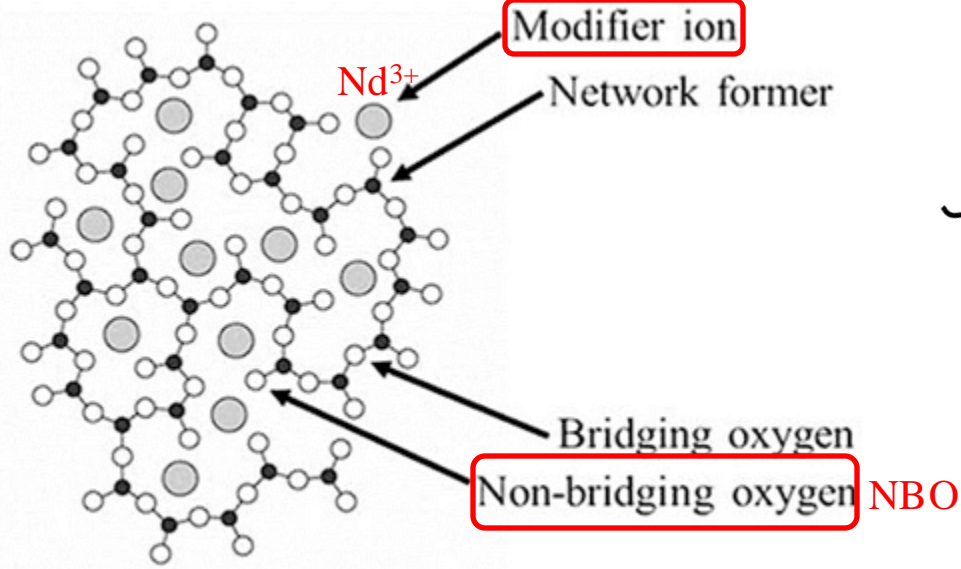 Modifier ion
Nd³⁺
Network former
Bridging oxygen
Non-bridging oxygen NBO